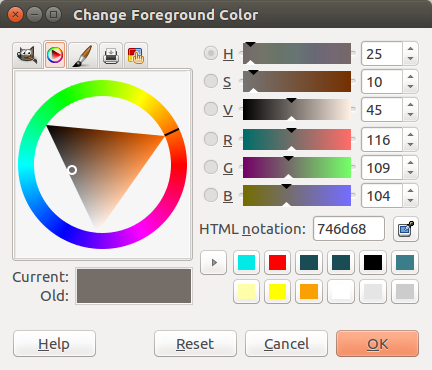 Change Foreground Color
H 25
S 10
V 45
R 116
G 109
B 104
HTML notation: 746d68
Current:
Old:
Help Reset Cancel OK